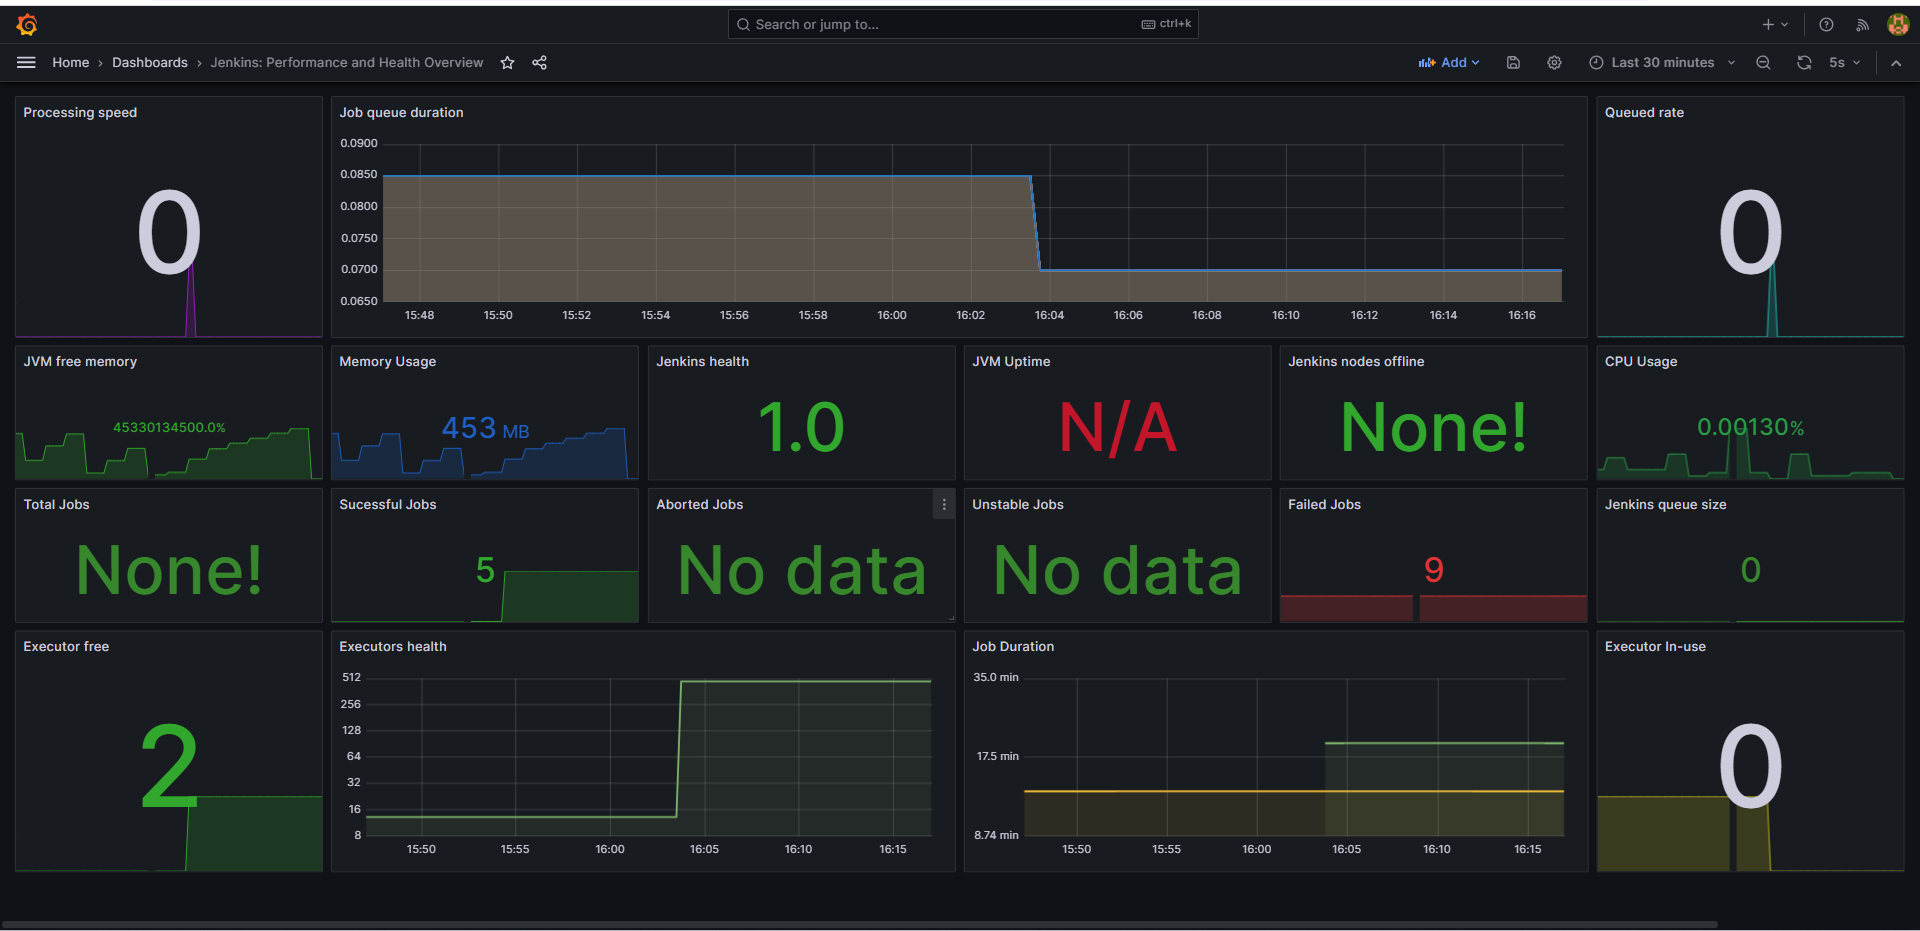 Search or jump to...
ctrl+k
Home › Dashboards › Jenkins: Performance and Health Overview
Add
Last 30 minutes
5s
Processing speed
0
Job queue duration
0.0900
0.0850
0.0800
0.0750
0.0700
0.0650
15:48 15:50 15:52 15:54 15:56 15:58 16:00 16:02 16:04 16:06 16:08 16:10 16:12 16:14 16:16
Queued rate
0
JVM free memory
45330134500.0%
Memory Usage
453 MB
Jenkins health
1.0
JVM Uptime
N/A
Jenkins nodes offline
None!
CPU Usage
0.00130%
Total Jobs
None!
Sucessful Jobs
5
Aborted Jobs
No data
Unstable Jobs
No data
Failed Jobs
9
Jenkins queue size
0
Executor free
2
Executors health
512
256
128
64
32
16
8
15:50 15:55 16:00 16:05 16:10 16:15
Job Duration
35.0 min
17.5 min
8.74 min
15:50 15:55 16:00 16:05 16:10 16:15
Executor In-use
0